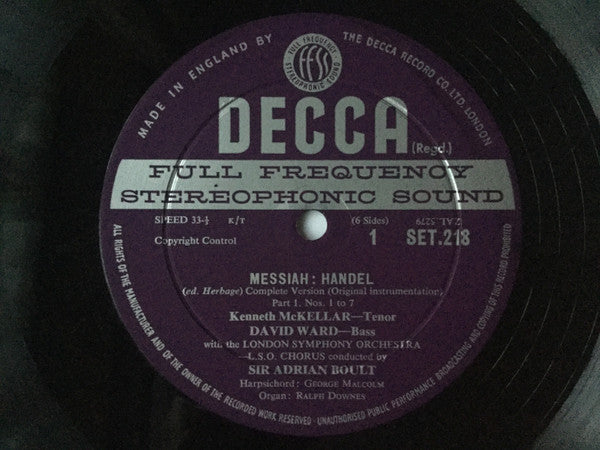 MADE IN ENGLAND BY THE DECCA RECORD CO. LTD. LONDON
FULL FREQUENCY
FFSS
STEREOPHONIC SOUND
DECCA
(Regd.)
FULL FREQUENCY
STEREOPHONIC SOUND
SPEED 33⅓ K/T (6 Sides) ZAL.5279
Copyright Control 1 SET.218
MESSIAH : HANDEL
(ed. Herbage) Complete Version (Original instrumentation)
Part 1, Nos. 1 to 7
Kenneth McKELLAR—Tenor
DAVID WARD—Bass
with the LONDON SYMPHONY ORCHESTRA
—L.S.O. CHORUS conducted by
SIR ADRIAN BOULT
Harpsichord : GEORGE MALCOLM
Organ : RALPH DOWNES
ALL RIGHTS OF THE MANUFACTURER AND OF THE OWNER OF THE RECORDED WORK RESERVED · UNAUTHORISED PUBLIC PERFORMANCE BROADCASTING AND COPYING OF THIS RECORD PROHIBITED